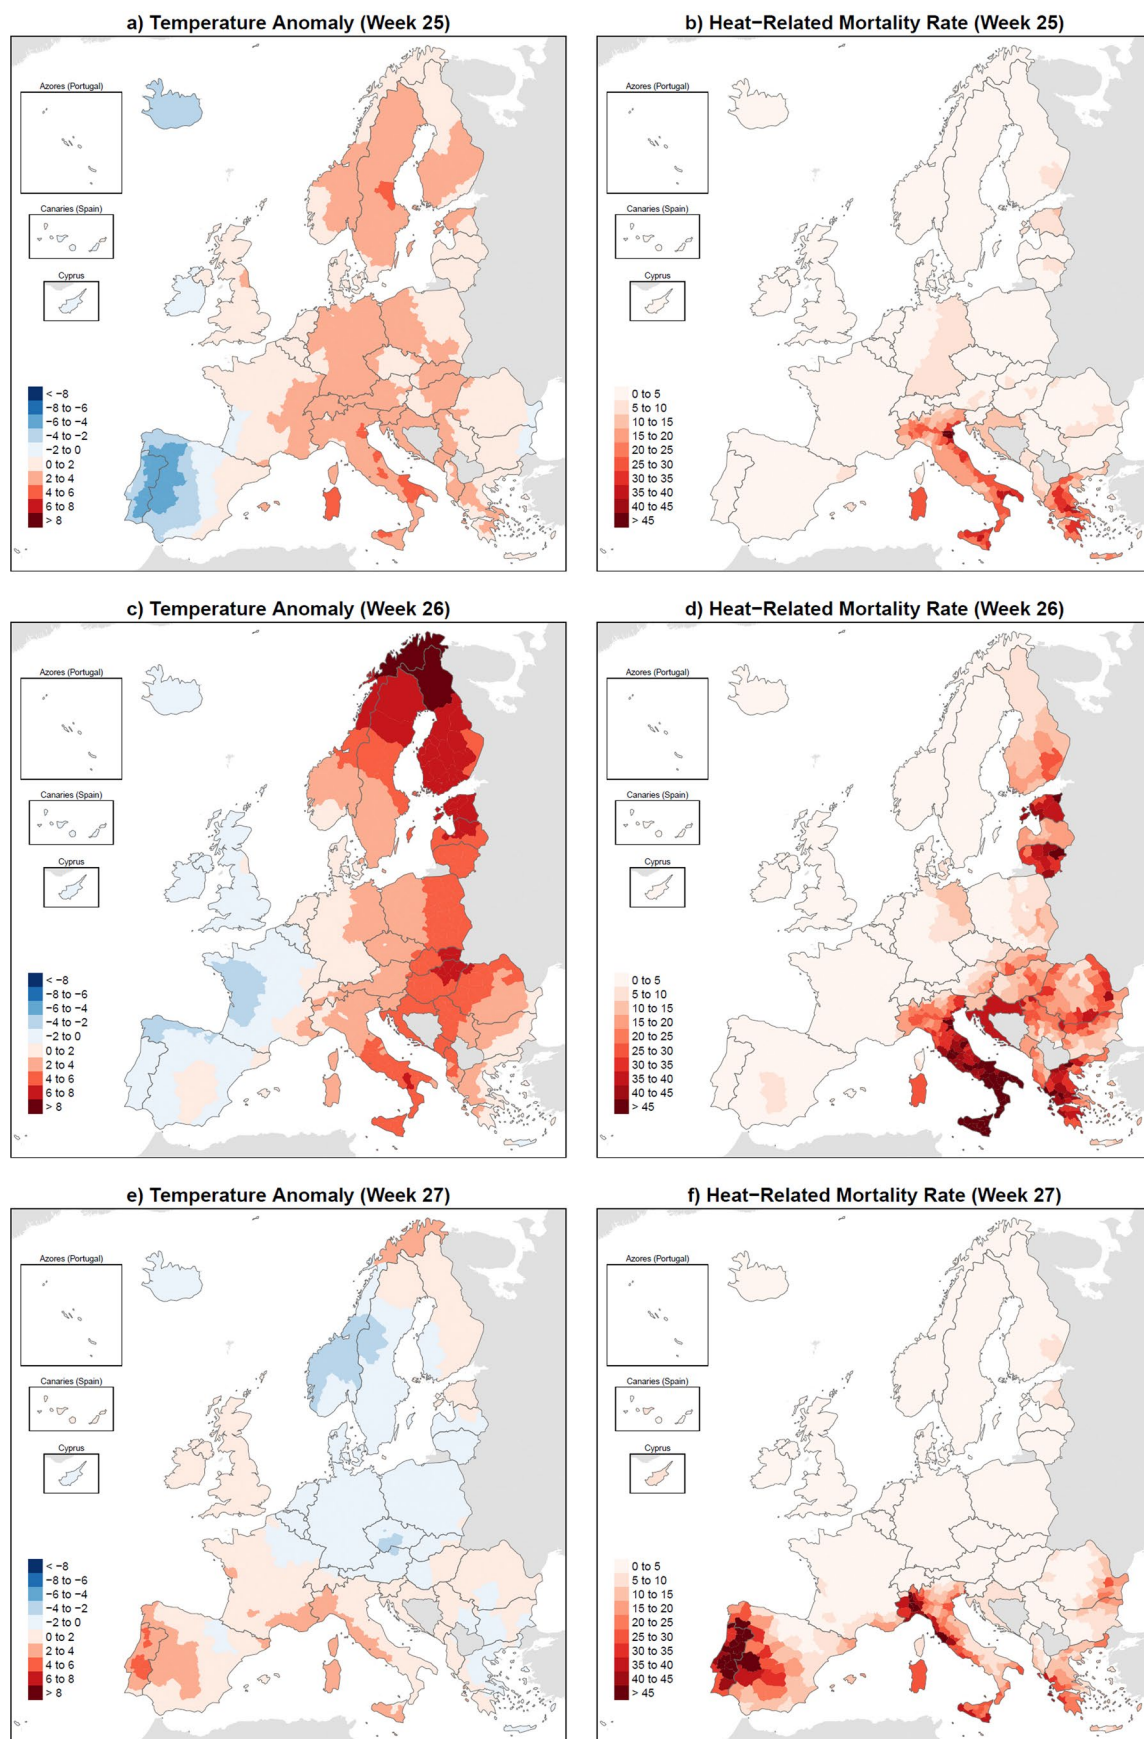 a) Temperature Anomaly (Week 25)
Azores (Portugal)
Canaries (Spain)
Cyprus
< −8
−8 to −6
−6 to −4
−4 to −2
−2 to 0
0 to 2
2 to 4
4 to 6
6 to 8
> 8
b) Heat−Related Mortality Rate (Week 25)
Azores (Portugal)
Canaries (Spain)
Cyprus
0 to 5
5 to 10
10 to 15
15 to 20
20 to 25
25 to 30
30 to 35
35 to 40
40 to 45
> 45
c) Temperature Anomaly (Week 26)
Azores (Portugal)
Canaries (Spain)
Cyprus
< −8
−8 to −6
−6 to −4
−4 to −2
−2 to 0
0 to 2
2 to 4
4 to 6
6 to 8
> 8
d) Heat−Related Mortality Rate (Week 26)
Azores (Portugal)
Canaries (Spain)
Cyprus
0 to 5
5 to 10
10 to 15
15 to 20
20 to 25
25 to 30
30 to 35
35 to 40
40 to 45
> 45
e) Temperature Anomaly (Week 27)
Azores (Portugal)
Canaries (Spain)
Cyprus
< −8
−8 to −6
−6 to −4
−4 to −2
−2 to 0
0 to 2
2 to 4
4 to 6
6 to 8
> 8
f) Heat−Related Mortality Rate (Week 27)
Azores (Portugal)
Canaries (Spain)
Cyprus
0 to 5
5 to 10
10 to 15
15 to 20
20 to 25
25 to 30
30 to 35
35 to 40
40 to 45
> 45